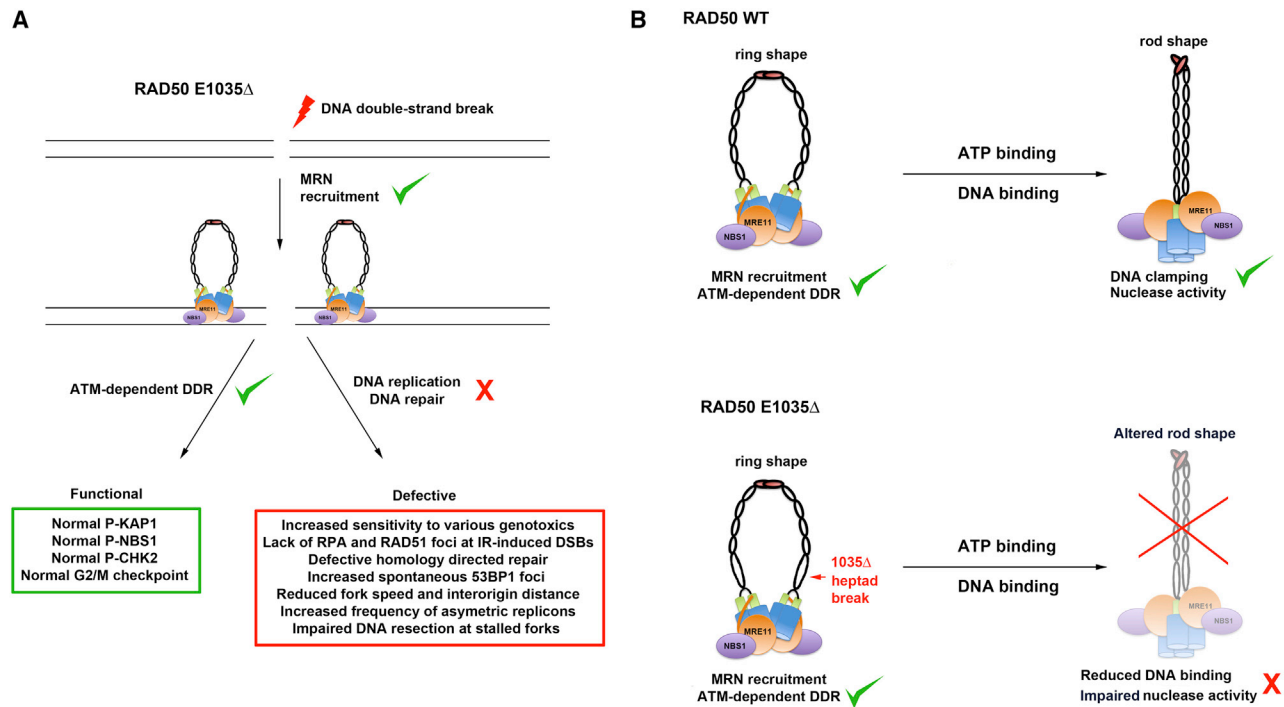 A
RAD50 E1035Δ
DNA double-strand break
MRN
recruitment
NBS1
MRE11
NBS1
MRE11
ATM-dependent DDR
DNA replication
DNA repair
X
Functional
Normal P-KAP1
Normal P-NBS1
Normal P-CHK2
Normal G2/M checkpoint
Defective
Increased sensitivity to various genotoxics
Lack of RPA and RAD51 foci at IR-induced DSBs
Defective homology directed repair
Increased spontaneous 53BP1 foci
Reduced fork speed and interorigin distance
Increased frequency of asymetric replicons
Impaired DNA resection at stalled forks
B
RAD50 WT
ring shape
MRE11
NBS1
MRN recruitment
ATM-dependent DDR
ATP binding
DNA binding
rod shape
MRE11
NBS1
DNA clamping
Nuclease activity
RAD50 E1035Δ
ring shape
1035Δ
heptad
break
MRE11
NBS1
MRN recruitment
ATM-dependent DDR
ATP binding
DNA binding
Altered rod shape
MRE11
NBS1
Reduced DNA binding
Impaired nuclease activity
X